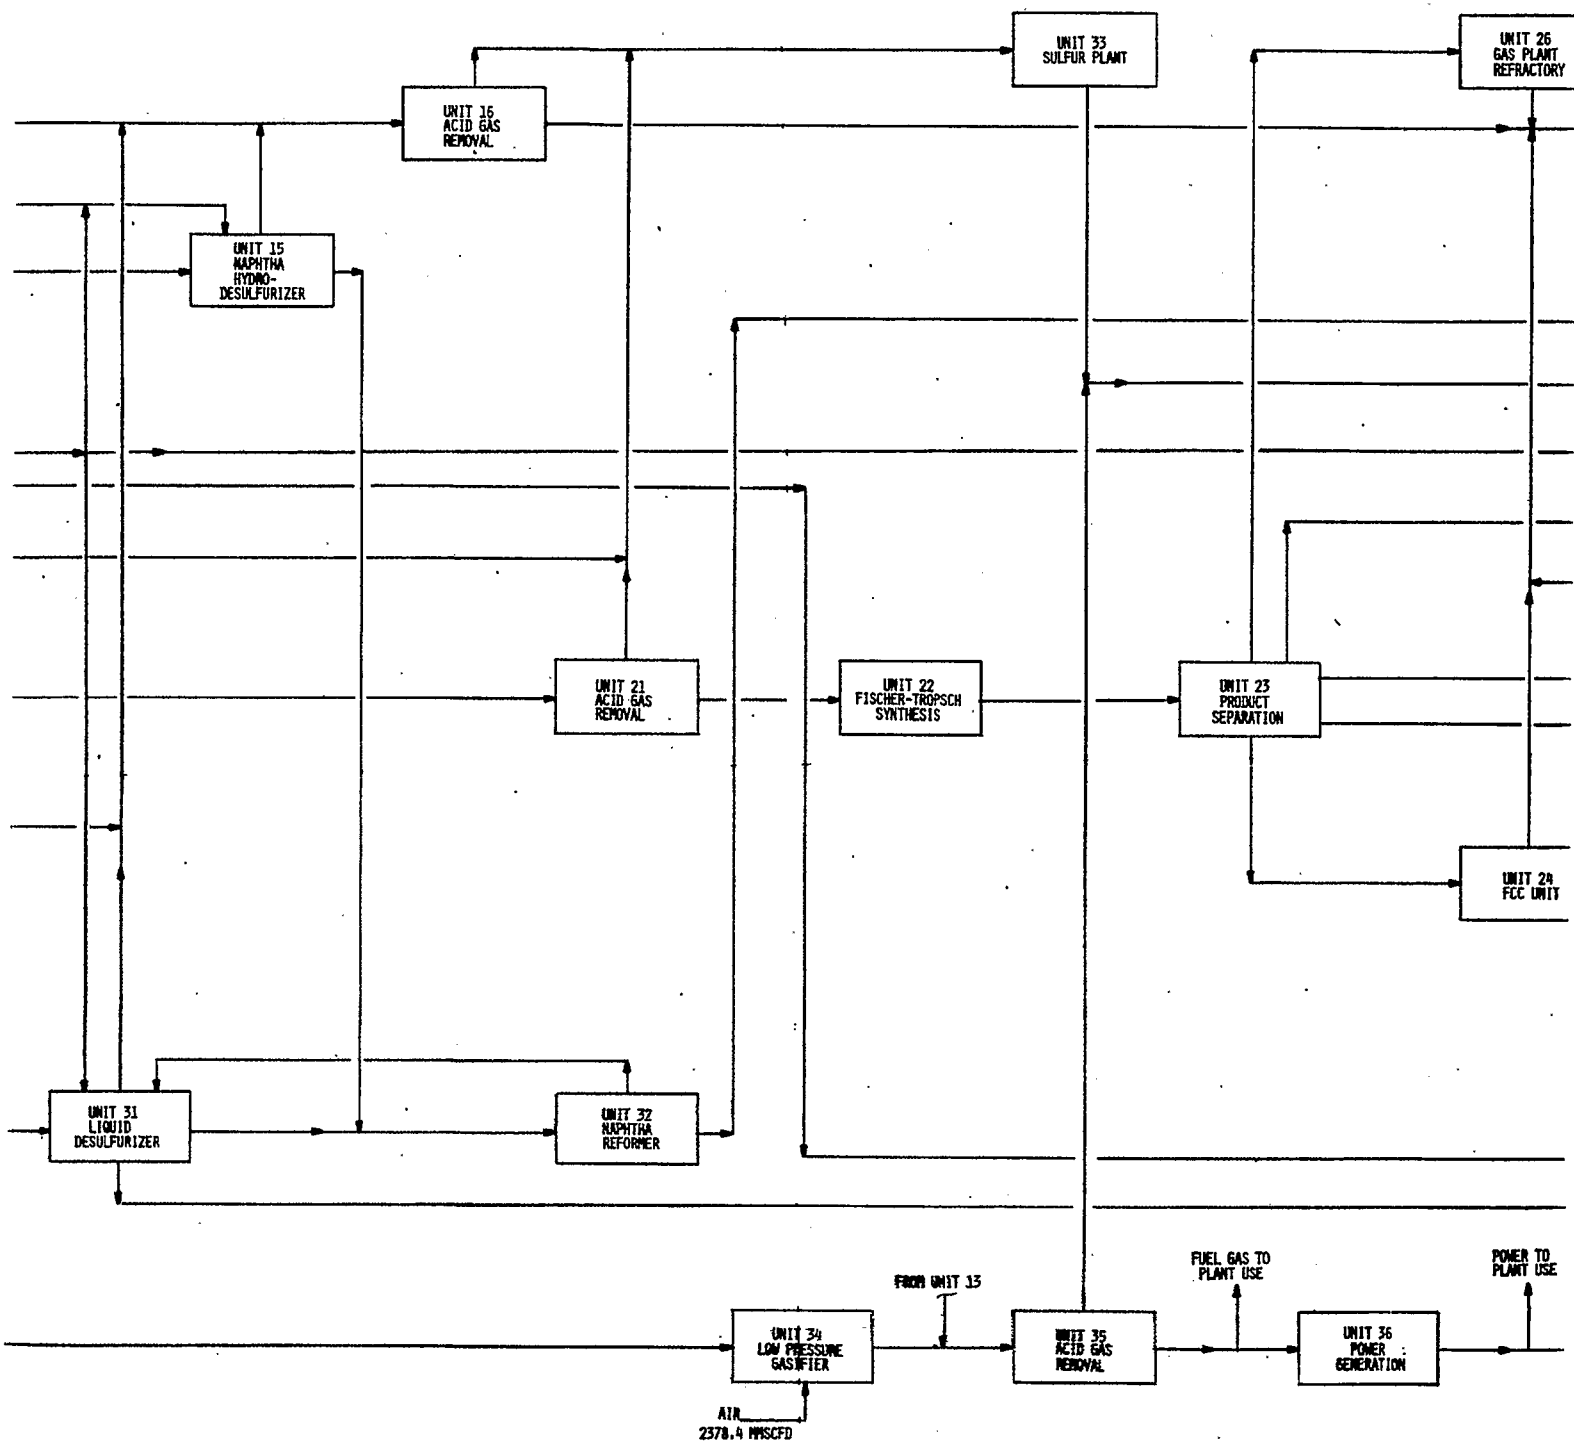 UNIT 33
SULFUR PLANT
UNIT 26
GAS PLANT
REFRACTORY
UNIT 16
ACID GAS
REMOVAL
UNIT 15
NAPHTHA
HYDRO-
DESULFURIZER
UNIT 21
ACID GAS
REMOVAL
UNIT 22
FISCHER-TROPSCH
SYNTHESIS
UNIT 23
PRODUCT
SEPARATION
UNIT 24
FCC UNIT
UNIT 31
LIQUID
DESULFURIZER
UNIT 32
NAPHTHA
REFORMER
FROM UNIT 13
FUEL GAS TO
PLANT USE
POWER TO
PLANT USE
UNIT 34
LOW PRESSURE
GASIFIER
UNIT 35
ACID GAS
REMOVAL
UNIT 36
POWER
GENERATION
AIR
2378.4 MMSCFD